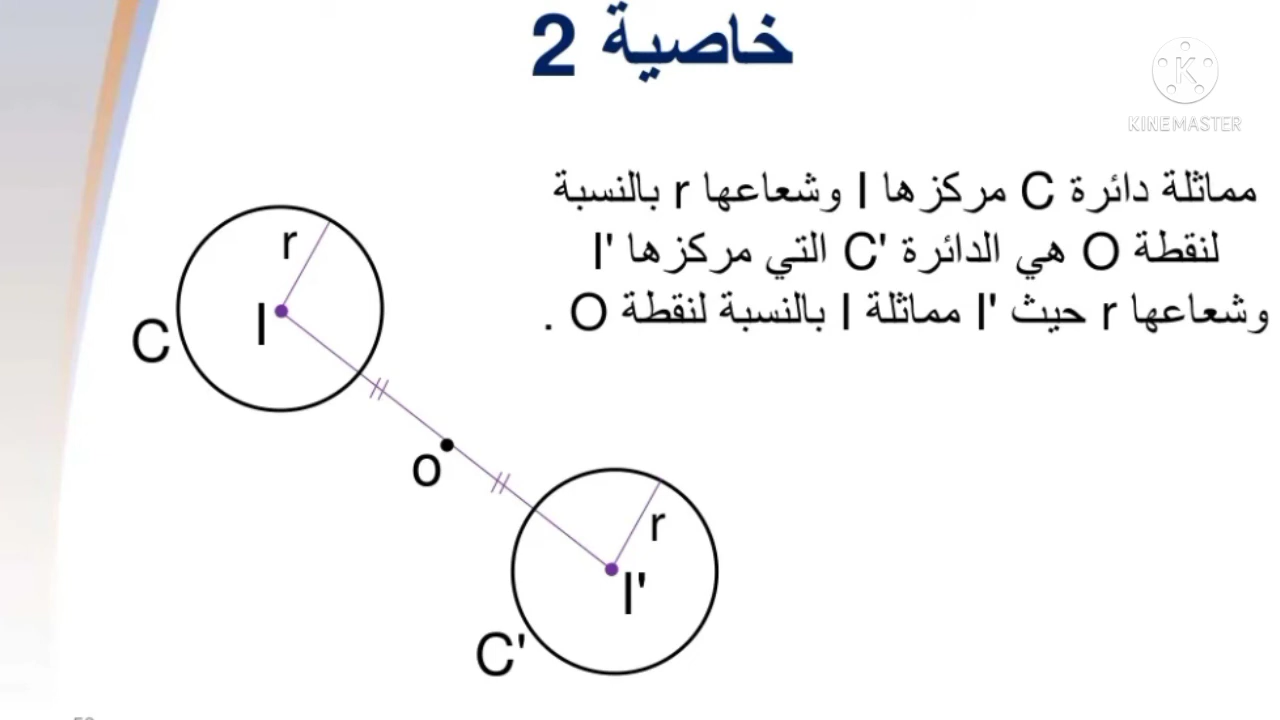 خاصية 2
KINEMASTER
مماثلة دائرة C مركزها I وشعاعها r بالنسبة
لنقطة O هي الدائرة C' التي مركزها I'
وشعاعها r حيث I' مماثلة I بالنسبة لنقطة O .
r
I
C
o
r
I'
C'